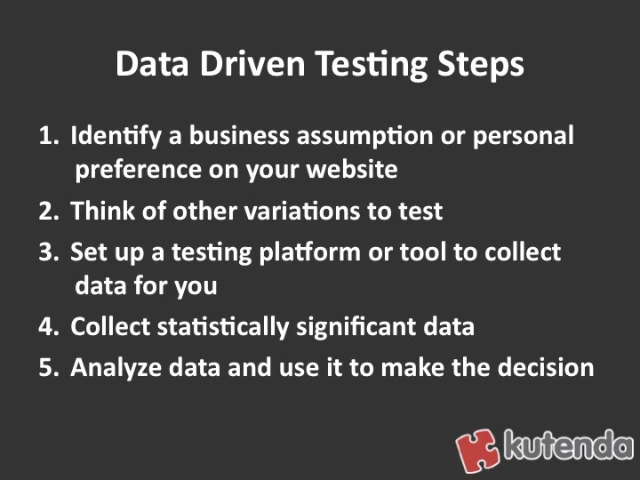 Data Driven Testing Steps
1. Identify a business assumption or personal
preference on your website
2. Think of other variations to test
3. Set up a testing platform or tool to collect
data for you
4. Collect statistically significant data
5. Analyze data and use it to make the decision
kutenda